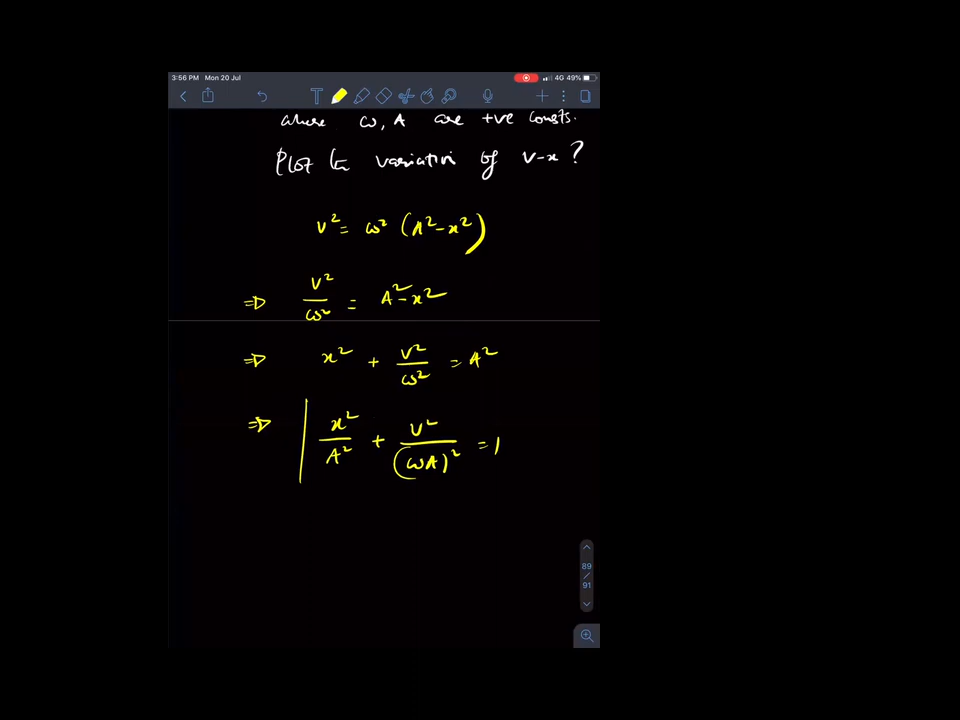 3:56 PM Mon 20 Jul 4G 49%
T
where ω, A are +ve consts.
Plot the variation of v-x?
v² = ω² (A² - x²)
⇒ v²/ω² = A² - x²
⇒ x² + v²/ω² = A²
⇒ x²/A² + v²/(ωA)² = 1
89
/
91